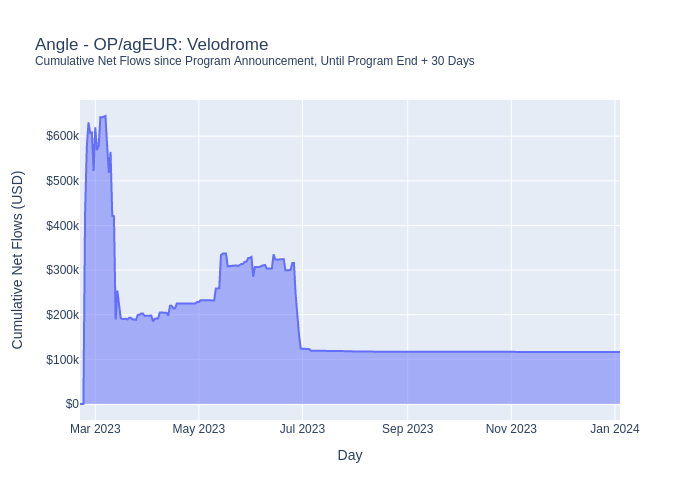 Angle - OP/agEUR: Velodrome
Cumulative Net Flows since Program Announcement, Until Program End + 30 Days
Cumulative Net Flows (USD)
$600k
$500k
$400k
$300k
$200k
$100k
$0
Mar 2023
May 2023
Jul 2023
Sep 2023
Nov 2023
Jan 2024
Day